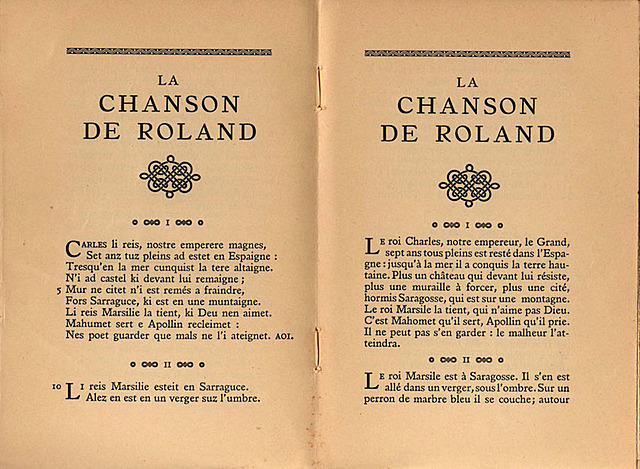 LA
CHANSON
DE ROLAND
I
CARLES li reis, nostre emperere magnes,
Set anz tuz pleins ad estet en Espaigne :
Tresqu'en la mer cunquist la tere altaigne.
N'i ad castel ki devant lui remaigne ;
5 Mur ne citet n'i est remés a fraindre,
Fors Sarraguce, ki est en une muntaigne.
Li reis Marsilie la tient, ki Deu nen aimet.
Mahumet sert e Apollin recleimet :
Nes poet guarder que mals ne l'i ateignet. AOI.
II
10 LI reis Marsilie esteit en Sarraguce.
Alez en est en un verger suz l'umbre.
LA
CHANSON
DE ROLAND
I
LE roi Charles, notre empereur, le Grand,
sept ans tous pleins est resté dans l'Espa-
gne : jusqu'à la mer il a conquis la terre hau-
taine. Plus un château qui devant lui résiste,
plus une muraille à forcer, plus une cité,
hormis Saragosse, qui est sur une montagne.
Le roi Marsile la tient, qui n'aime pas Dieu.
C'est Mahomet qu'il sert, Apollin qu'il prie.
Il ne peut pas s'en garder : le malheur l'at-
teindra.
II
LE roi Marsile est à Saragosse. Il s'en est
allé dans un verger, sous l'ombre. Sur un
perron de marbre bleu il se couche; autour